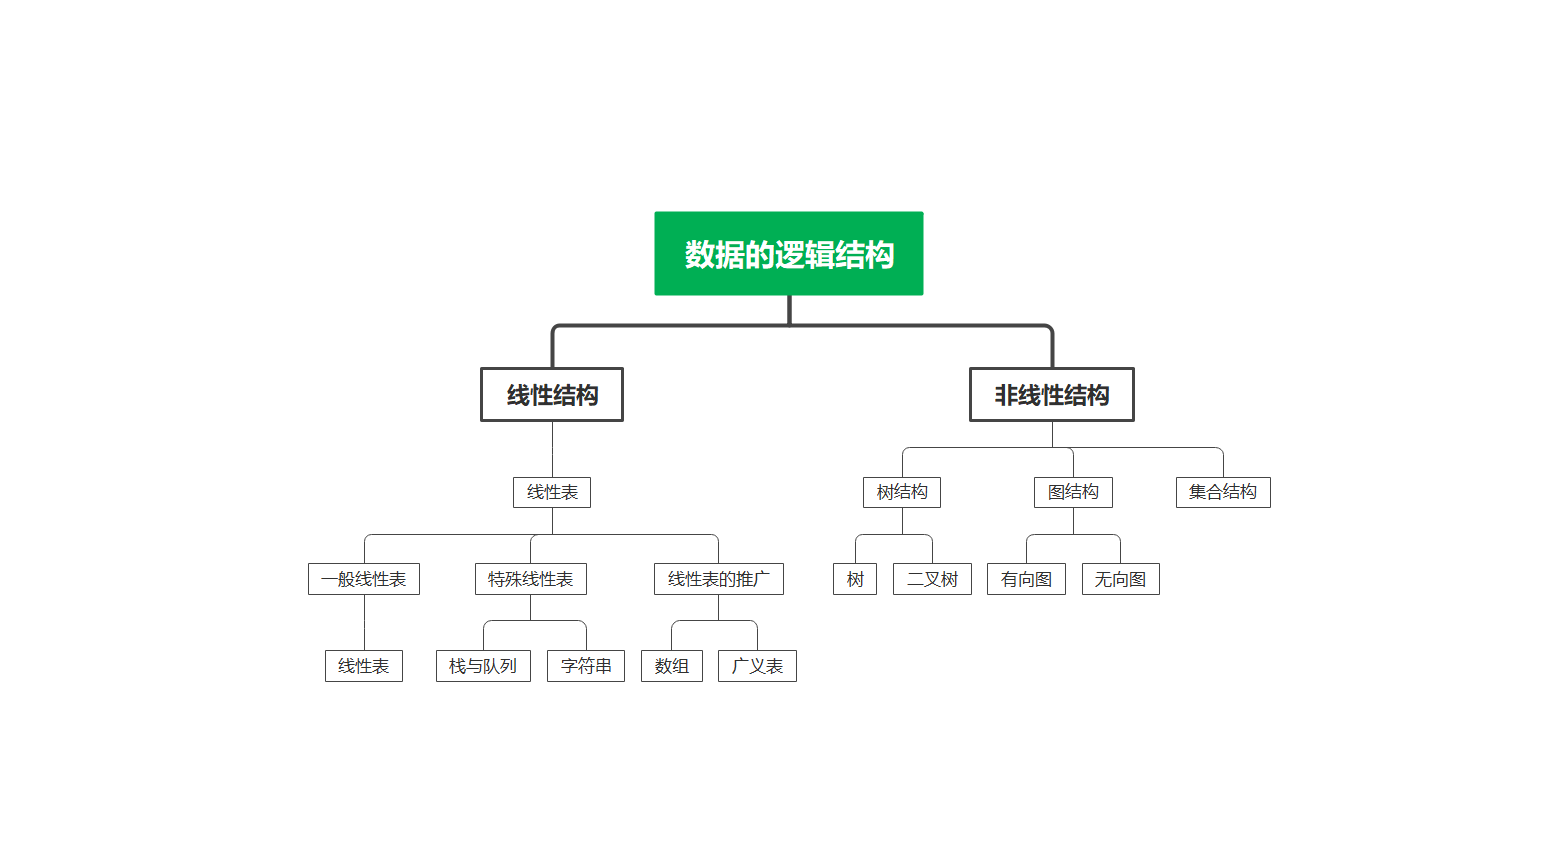 数据的逻辑结构
线性结构
非线性结构
线性表
树结构
图结构
集合结构
一般线性表
特殊线性表
线性表的推广
树
二叉树
有向图
无向图
线性表
栈与队列
字符串
数组
广义表